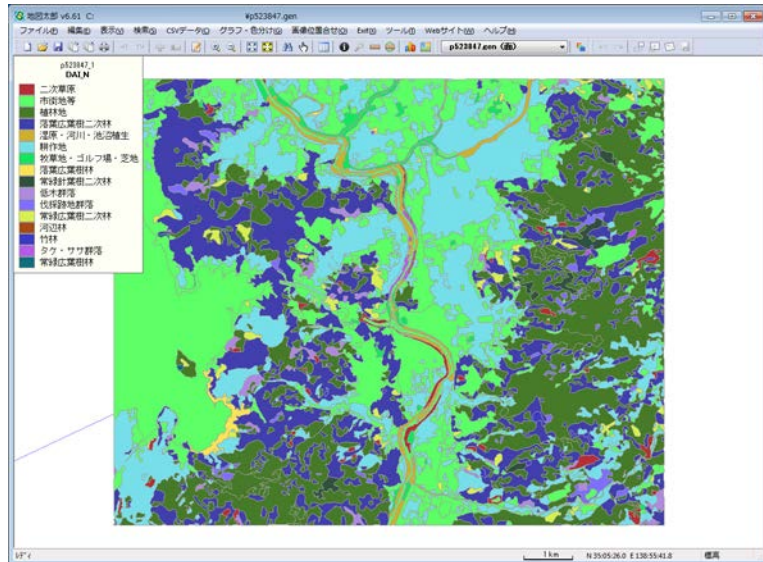 地図太郎 v6.61 C: ¥p523847.gen
ファイル(F) 編集(E) 表示(V) 検索(S) CSVデータ(C) グラフ・色分け(G) 画像位置合せ(I) Exif(X) ツール(T) Webサイト(W) ヘルプ(H)
p523847.gen (面)
p523847_1
DAI_N
二次草原
市街地等
植林地
落葉広葉樹二次林
湿原・河川・池沼植生
耕作地
牧草地・ゴルフ場・芝地
落葉広葉樹林
常緑針葉樹二次林
低木群落
伐採跡地群落
常緑広葉樹二次林
河辺林
竹林
タケ・ササ群落
常緑広葉樹林
レディ 1 km N 35:05:26.0 E 138:55:41.8 標高